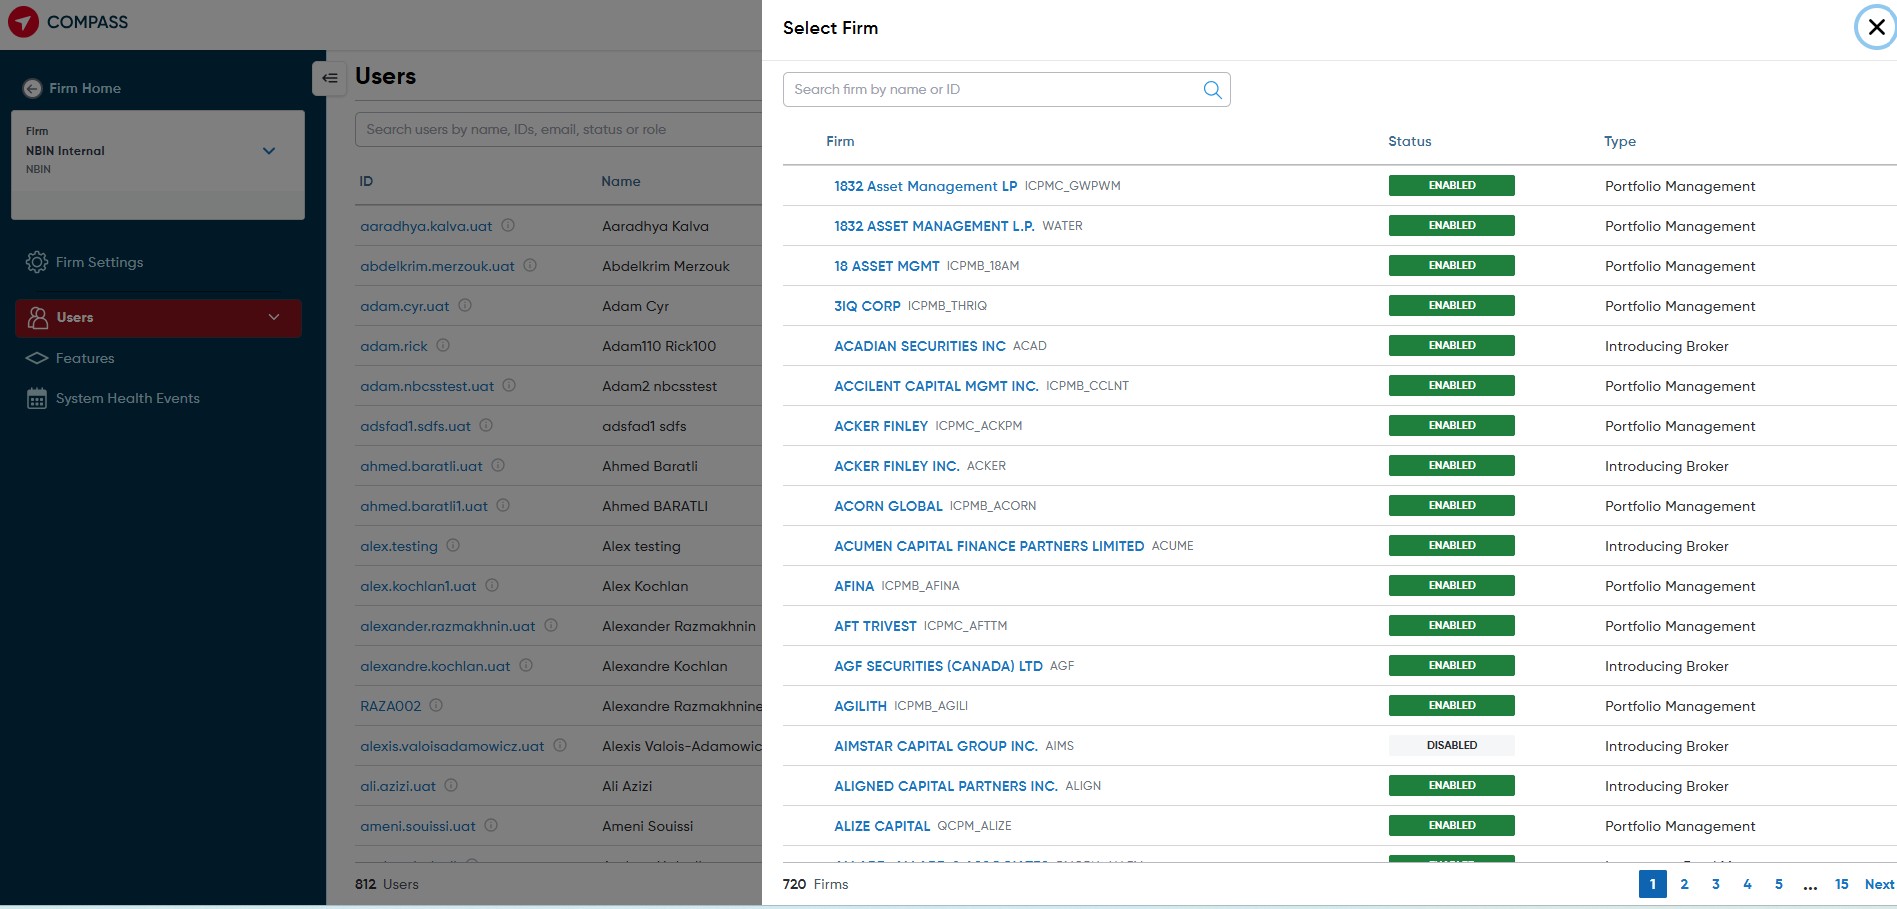 COMPASS
Firm Home
Firm
NBIN Internal
NBIN
Firm Settings
Users
Features
System Health Events
Users
Search users by name, IDs, email, status or role
ID Name
aaradhya.kalva.uat Aaradhya Kalva
abdelkrim.merzouk.uat Abdelkrim Merzouk
adam.cyr.uat Adam Cyr
adam.rick Adam110 Rick100
adam.nbcsstest.uat Adam2 nbcsstest
adsfad1.sdfs.uat adsfad1 sdfs
ahmed.baratli.uat Ahmed Baratli
ahmed.baratli1.uat Ahmed BARATLI
alex.testing Alex testing
alex.kochlan1.uat Alex Kochlan
alexander.razmakhnin.uat Alexander Razmakhnin
alexandre.kochlan.uat Alexandre Kochlan
RAZA002 Alexandre Razmakhnine
alexis.valoisadamowicz.uat Alexis Valois-Adamowic
ali.azizi.uat Ali Azizi
ameni.souissi.uat Ameni Souissi
812 Users
Select Firm
Search firm by name or ID
Firm Status Type
1832 Asset Management LP ICPMC_GWPWM ENABLED Portfolio Management
1832 ASSET MANAGEMENT L.P. WATER ENABLED Portfolio Management
18 ASSET MGMT ICPMB_18AM ENABLED Portfolio Management
3IQ CORP ICPMB_THRIQ ENABLED Portfolio Management
ACADIAN SECURITIES INC ACAD ENABLED Introducing Broker
ACCILENT CAPITAL MGMT INC. ICPMB_CCLNT ENABLED Portfolio Management
ACKER FINLEY ICPMC_ACKPM ENABLED Portfolio Management
ACKER FINLEY INC. ACKER ENABLED Introducing Broker
ACORN GLOBAL ICPMB_ACORN ENABLED Portfolio Management
ACUMEN CAPITAL FINANCE PARTNERS LIMITED ACUME ENABLED Introducing Broker
AFINA ICPMB_AFINA ENABLED Portfolio Management
AFT TRIVEST ICPMC_AFTTM ENABLED Portfolio Management
AGF SECURITIES (CANADA) LTD AGF ENABLED Introducing Broker
AGILITH ICPMB_AGILI ENABLED Portfolio Management
AIMSTAR CAPITAL GROUP INC. AIMS DISABLED Introducing Broker
ALIGNED CAPITAL PARTNERS INC. ALIGN ENABLED Introducing Broker
ALIZE CAPITAL QCPM_ALIZE ENABLED Portfolio Management
720 Firms
1 2 3 4 5 ... 15 Next